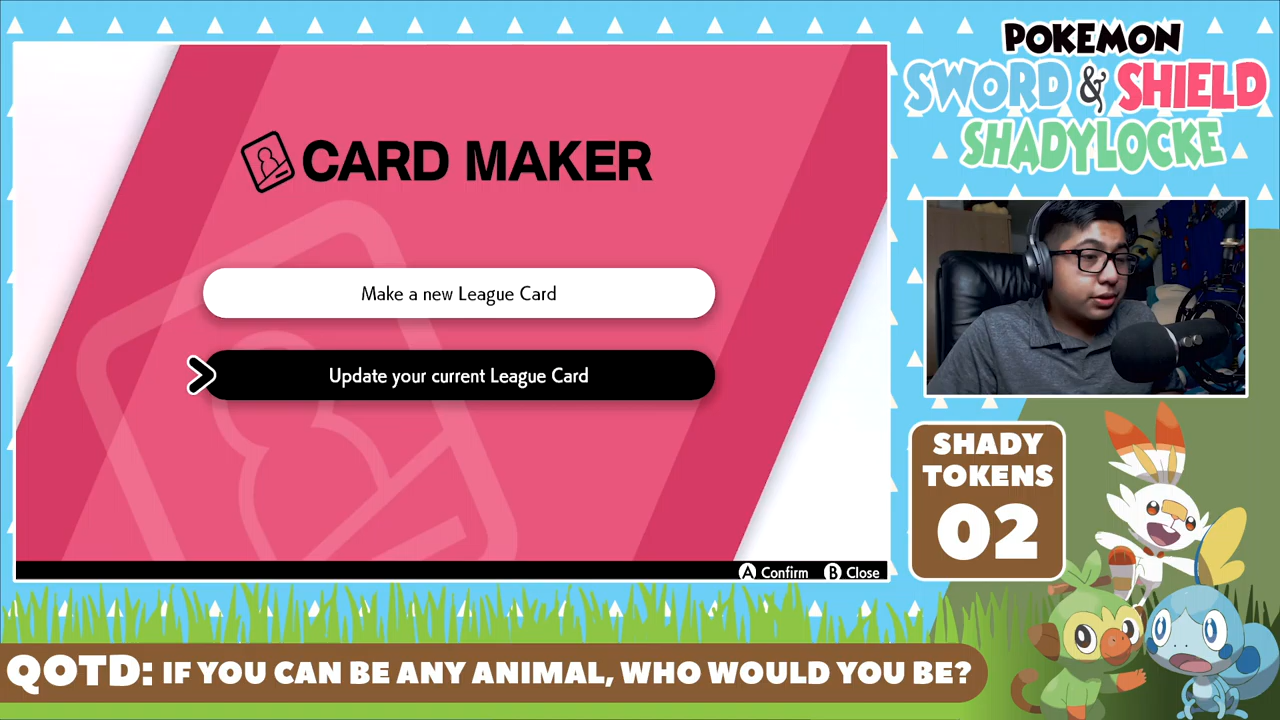 POKEMON
SWORD & SHIELD
SHADYLOCKE
CARD MAKER
Make a new League Card
Update your current League Card
A Confirm B Close
SHADY
TOKENS
02
QOTD: IF YOU CAN BE ANY ANIMAL, WHO WOULD YOU BE?